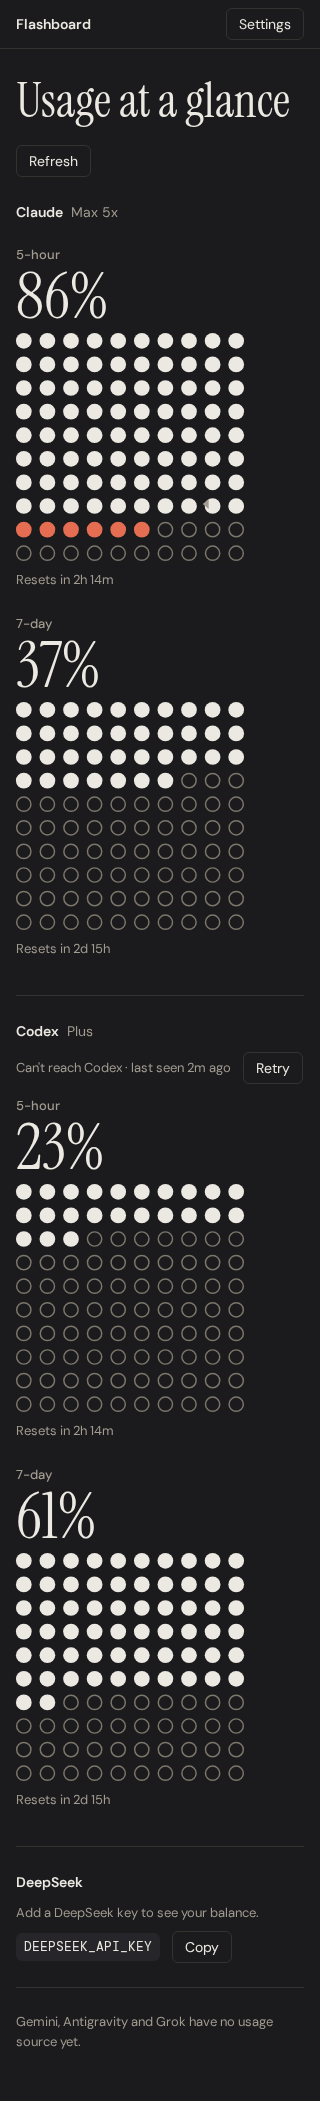 Flashboard
Settings
Usage at a glance
Refresh
Claude Max 5x
5-hour
86%
Resets in 2h 14m
7-day
37%
Resets in 2d 15h
Codex Plus
Can't reach Codex · last seen 2m ago
Retry
5-hour
23%
Resets in 2h 14m
7-day
61%
Resets in 2d 15h
DeepSeek
Add a DeepSeek key to see your balance.
DEEPSEEK_API_KEY
Copy
Gemini, Antigravity and Grok have no usage
source yet.